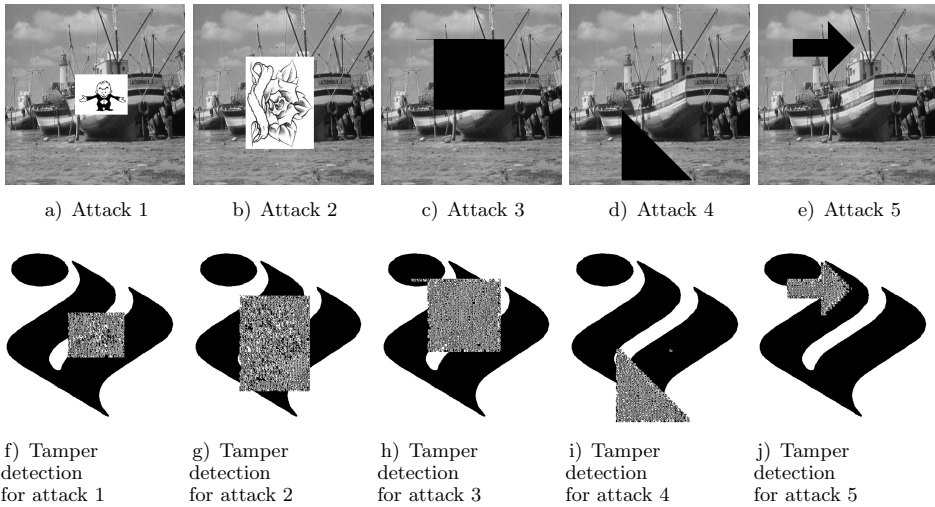 a) Attack 1
b) Attack 2
c) Attack 3
d) Attack 4
e) Attack 5
f) Tamper
detection
for attack 1
g) Tamper
detection
for attack 2
h) Tamper
detection
for attack 3
i) Tamper
detection
for attack 4
j) Tamper
detection
for attack 5